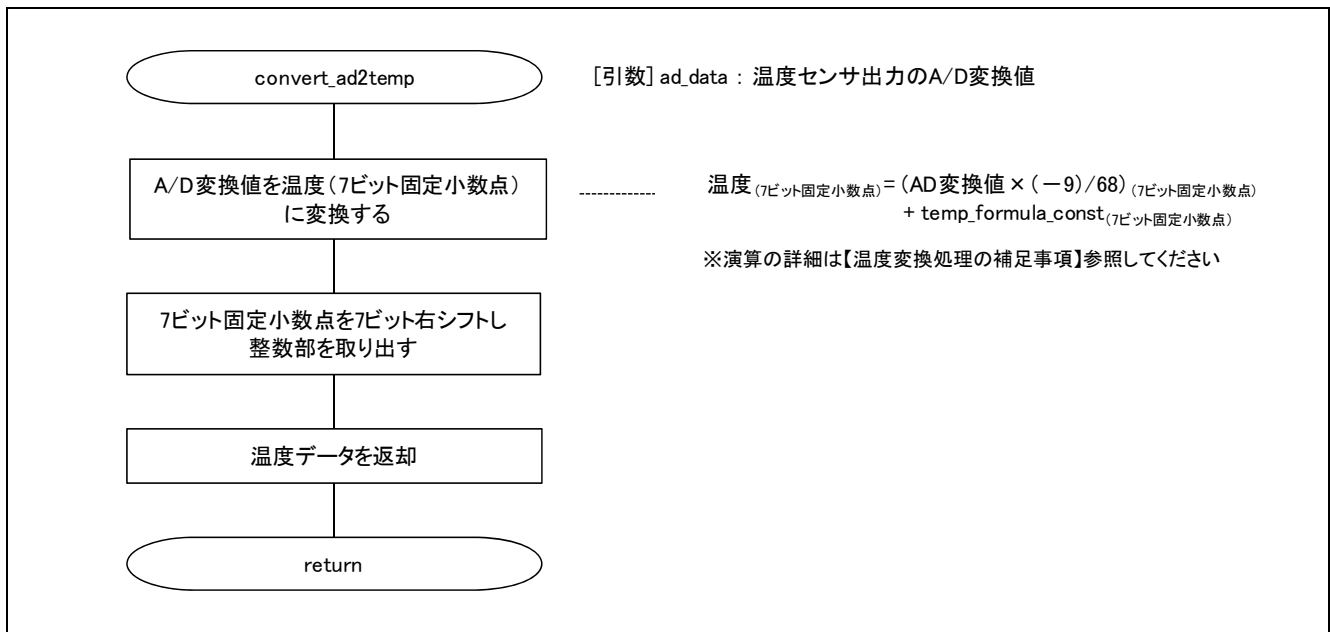 convert_ad2temp
[引数] ad_data : 温度センサ出力のA/D変換値
A/D変換値を温度(7ビット固定小数点)
に変換する
温度(7ビット固定小数点)= (AD変換値 × (-9)/68) (7ビット固定小数点)
+ temp_formula_const(7ビット固定小数点)
※演算の詳細は【温度変換処理の補足事項】参照してください
7ビット固定小数点を7ビット右シフトし
整数部を取り出す
温度データを返却
return